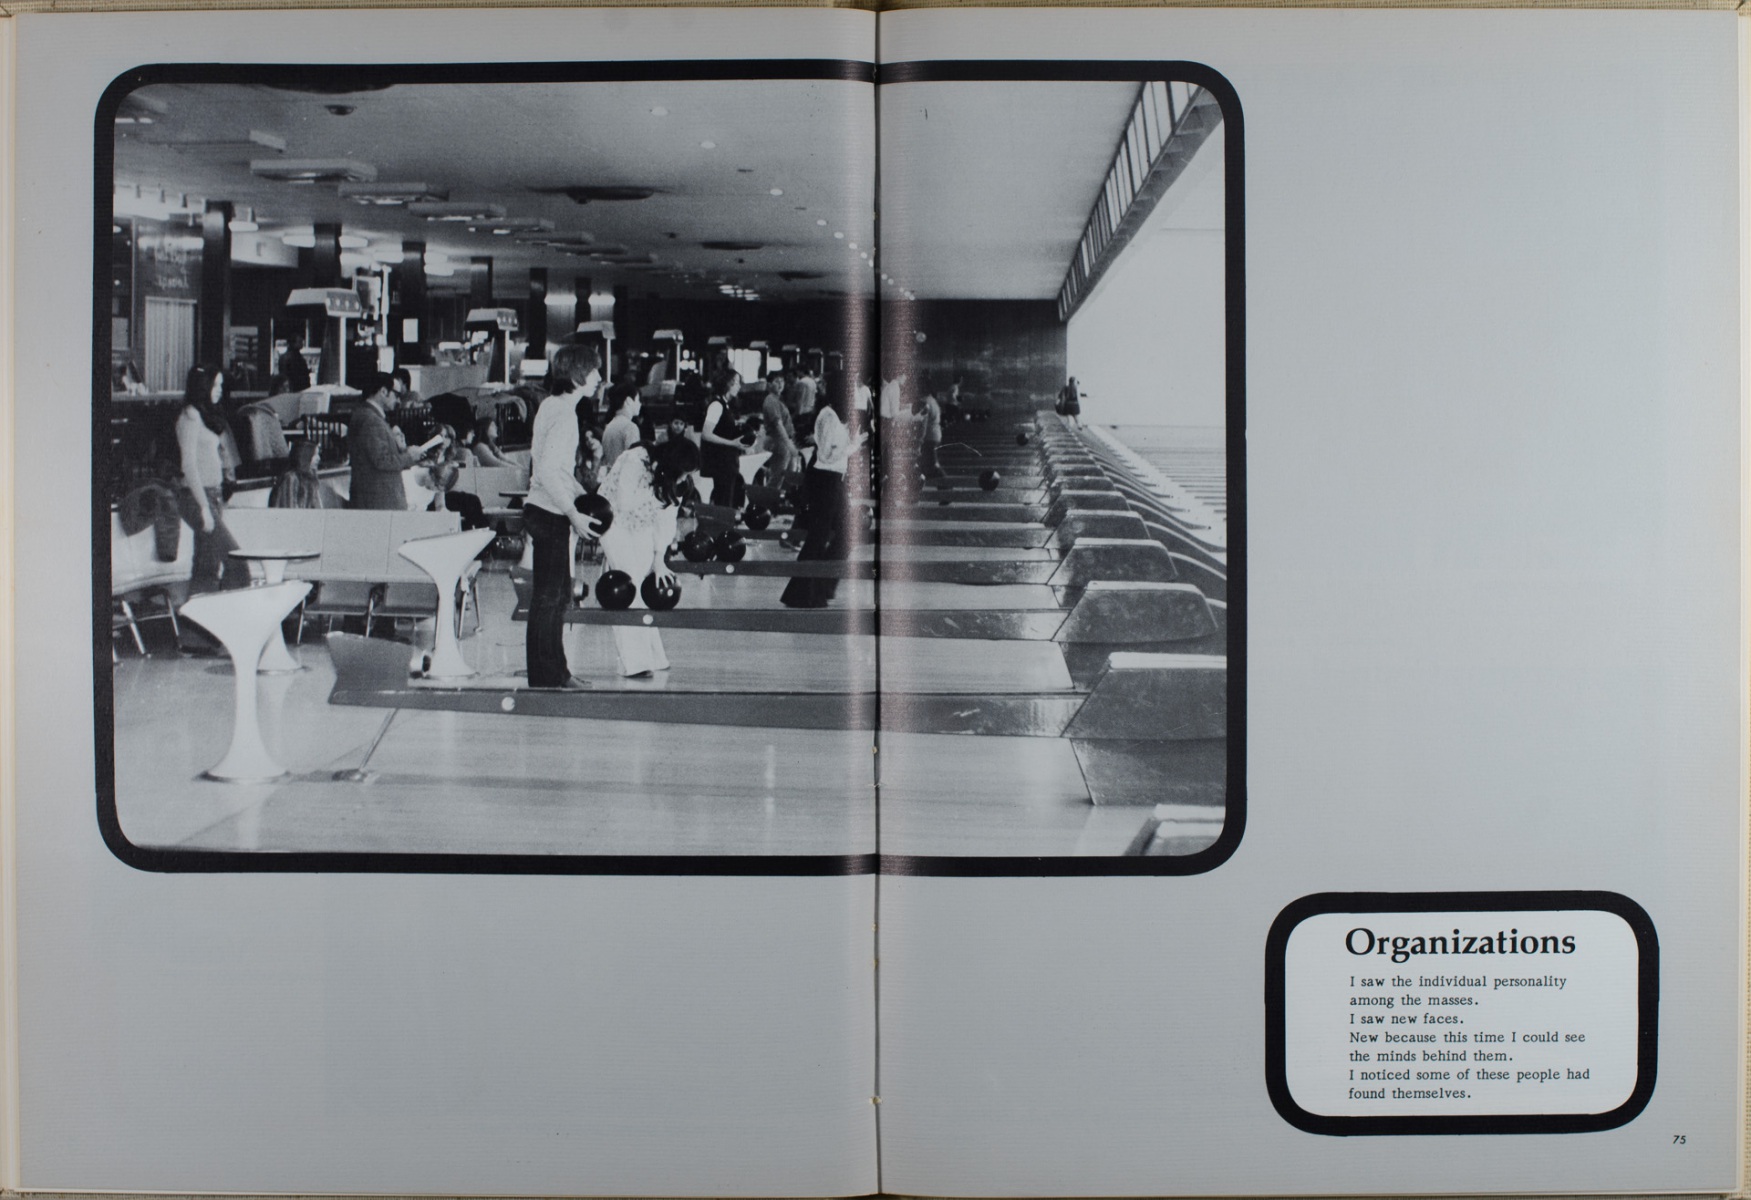 Organizations
I saw the individual personality
among the masses.
I saw new faces.
New because this time I could see
the minds behind them.
I noticed some of these people had
found themselves.
75